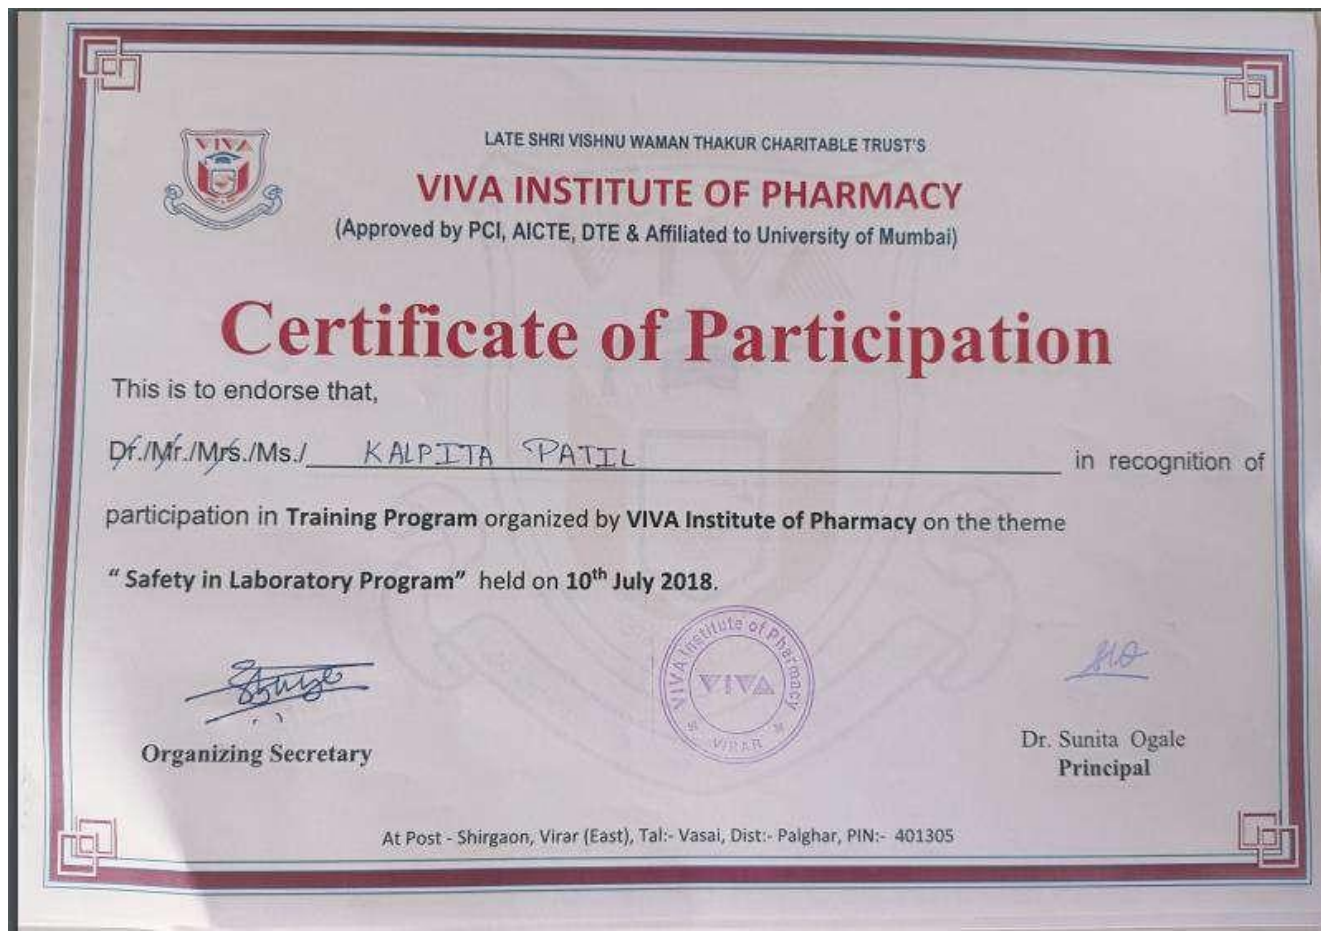 VIVA
LATE SHRI VISHNU WAMAN THAKUR CHARITABLE TRUST'S
VIVA INSTITUTE OF PHARMACY
(Approved by PCI, AICTE, DTE & Affiliated to University of Mumbai)
Certificate of Participation
This is to endorse that,
Dr./Mr./Mrs./Ms./ KALPITA PATIL in recognition of
participation in Training Program organized by VIVA Institute of Pharmacy on the theme
“ Safety in Laboratory Program” held on 10th July 2018.
VIVA Institute of Pharmacy
VIVA
VIRAR
Organizing Secretary
Dr. Sunita Ogale
Principal
At Post - Shirgaon, Virar (East), Tal:- Vasai, Dist:- Palghar, PIN:- 401305